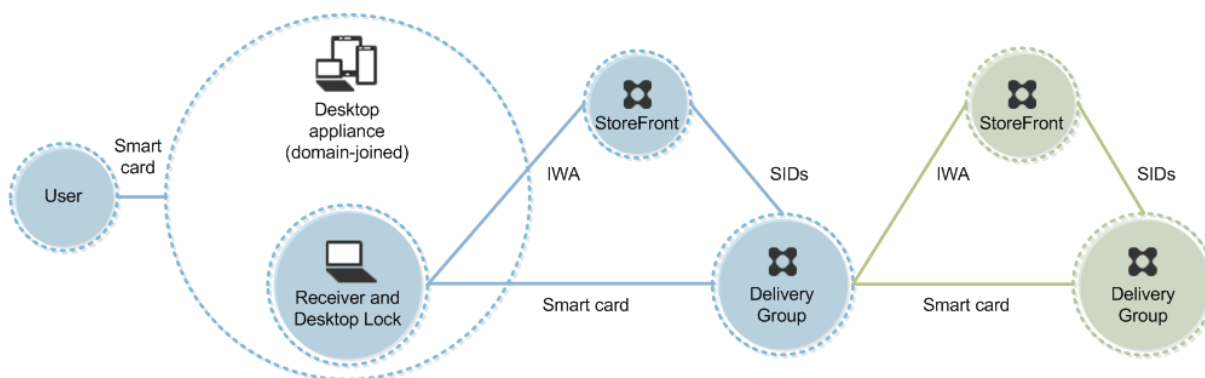 User
Smart
card
Desktop
appliance
(domain-joined)
Receiver and
Desktop Lock
IWA
StoreFront
SIDs
Smart card
Delivery
Group
IWA
StoreFront
SIDs
Smart card
Delivery
Group